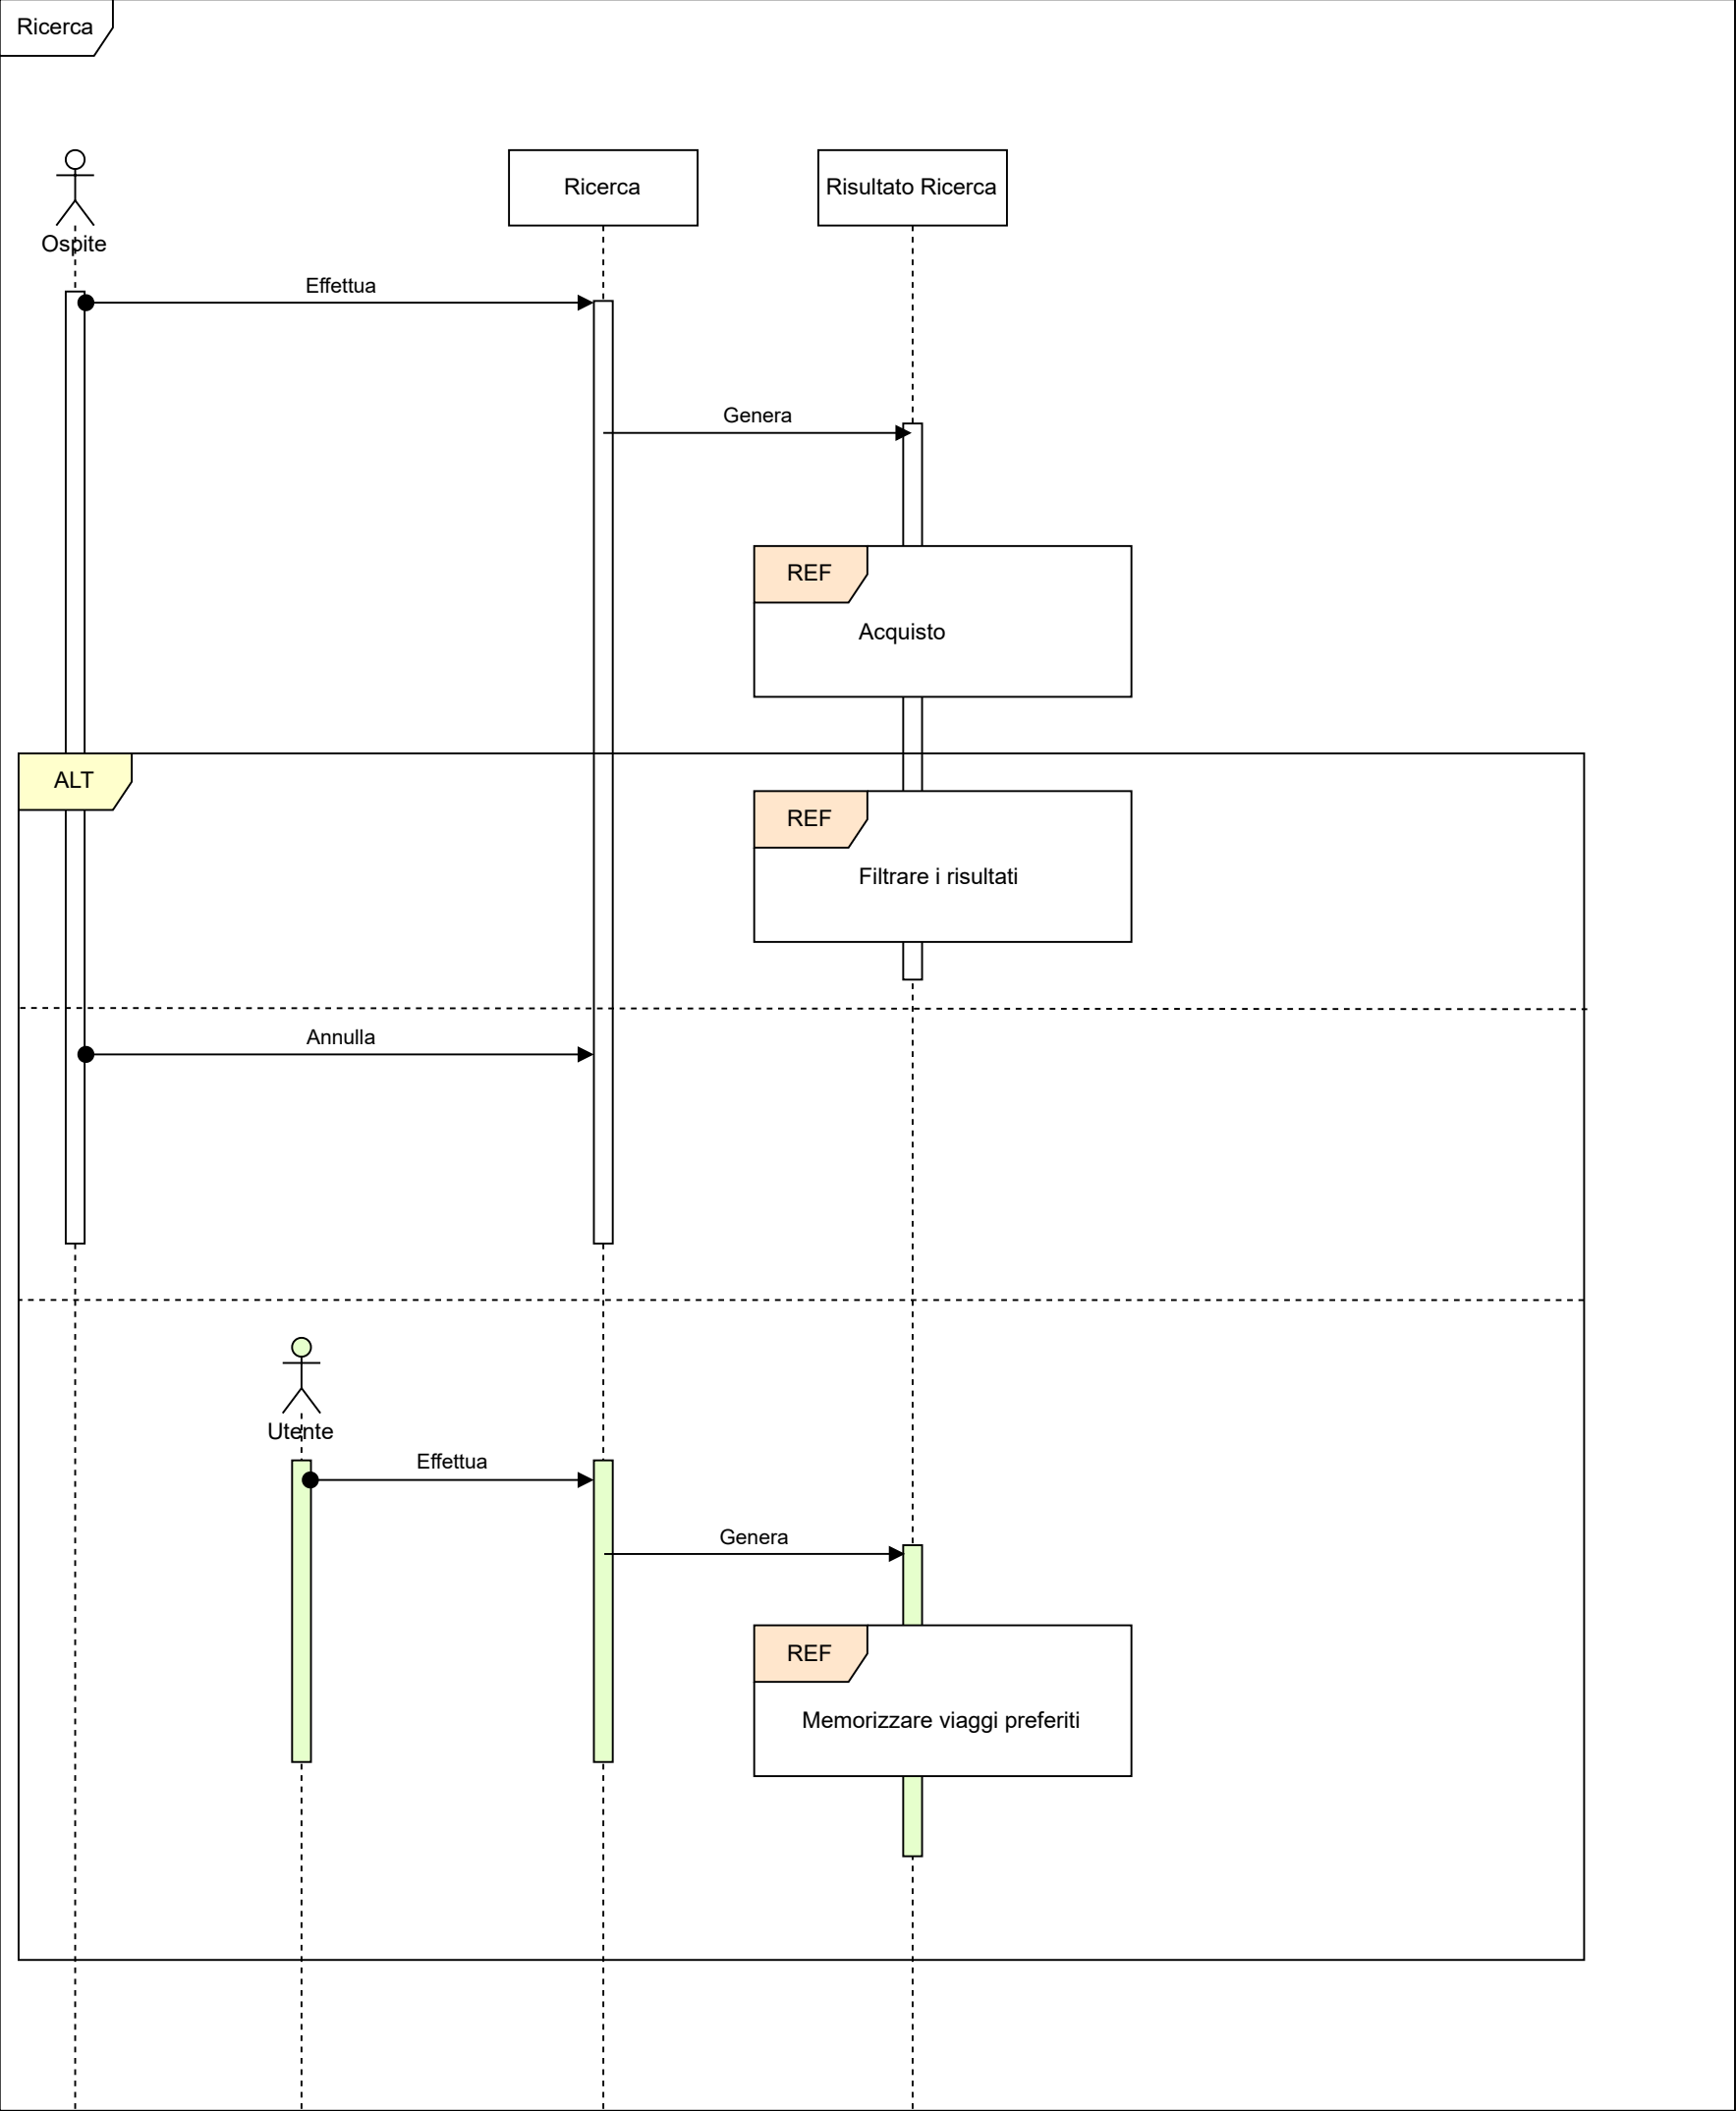 Ricerca
Ricerca
Risultato Ricerca
Ospite
Effettua
Genera
REF
Acquisto
ALT
REF
Filtrare i risultati
Annulla
Utente
Effettua
Genera
REF
Memorizzare viaggi preferiti